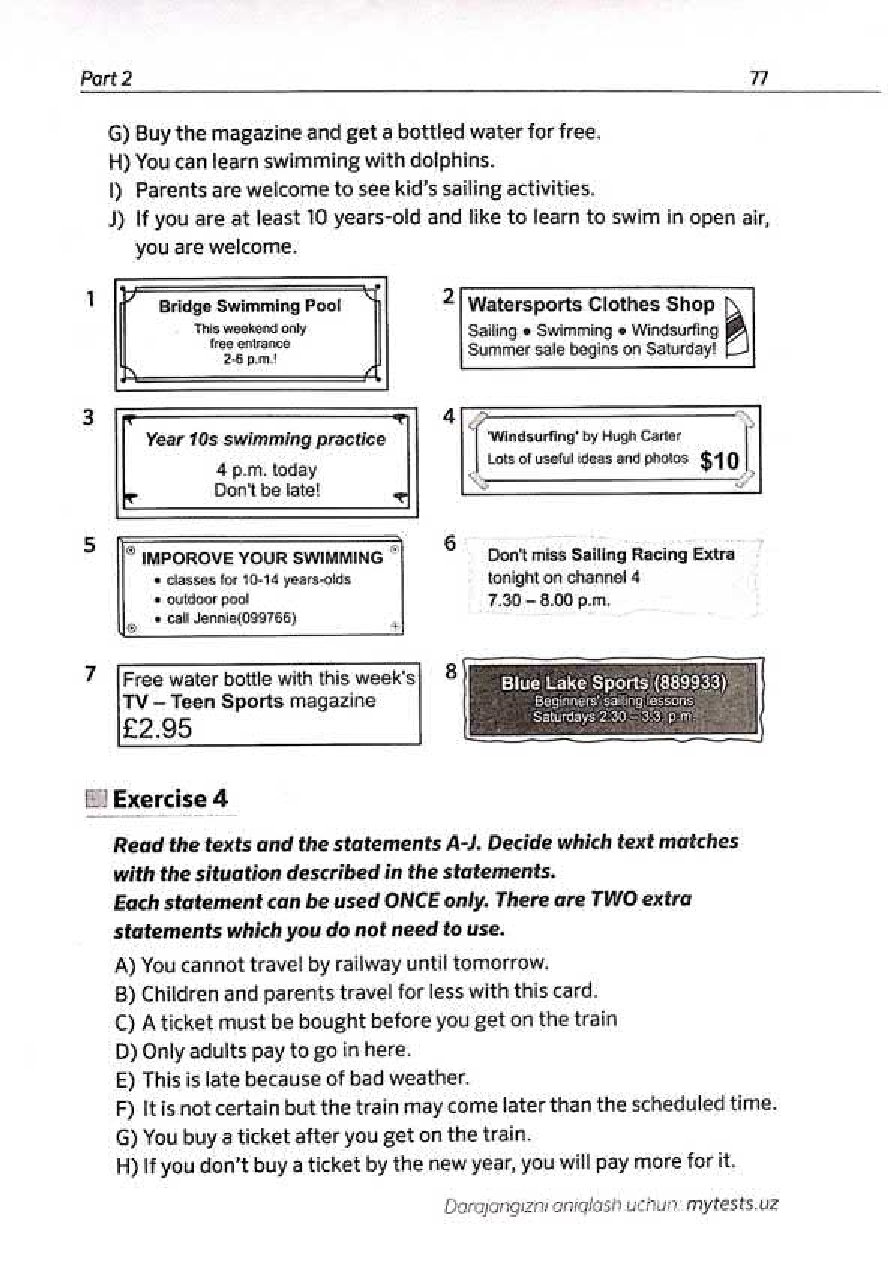 Part 2 77
G) Buy the magazine and get a bottled water for free.
H) You can learn swimming with dolphins.
I) Parents are welcome to see kid's sailing activities.
J) If you are at least 10 years-old and like to learn to swim in open air,
you are welcome.
1
Bridge Swimming Pool
This weekend only
free entrance
2-6 p.m.!
2
Watersports Clothes Shop
Sailing • Swimming • Windsurfing
Summer sale begins on Saturday!
3
Year 10s swimming practice
4 p.m. today
Don't be late!
4
'Windsurfing' by Hugh Carter
Lots of useful ideas and photos $10
5
IMPOROVE YOUR SWIMMING
• classes for 10-14 years-olds
• outdoor pool
• call Jennie(099766)
6
Don't miss Sailing Racing Extra
tonight on channel 4
7.30 – 8.00 p.m.
7
Free water bottle with this week's
TV – Teen Sports magazine
£2.95
8
Blue Lake Sports (889933)
Beginners' sailing lessons
Saturdays 2.30 – 3.3 p.m.
Exercise 4
Read the texts and the statements A-J. Decide which text matches
with the situation described in the statements.
Each statement can be used ONCE only. There are TWO extra
statements which you do not need to use.
A) You cannot travel by railway until tomorrow.
B) Children and parents travel for less with this card.
C) A ticket must be bought before you get on the train
D) Only adults pay to go in here.
E) This is late because of bad weather.
F) It is not certain but the train may come later than the scheduled time.
G) You buy a ticket after you get on the train.
H) If you don't buy a ticket by the new year, you will pay more for it.
Darajangizni aniqlash uchun: mytests.uz